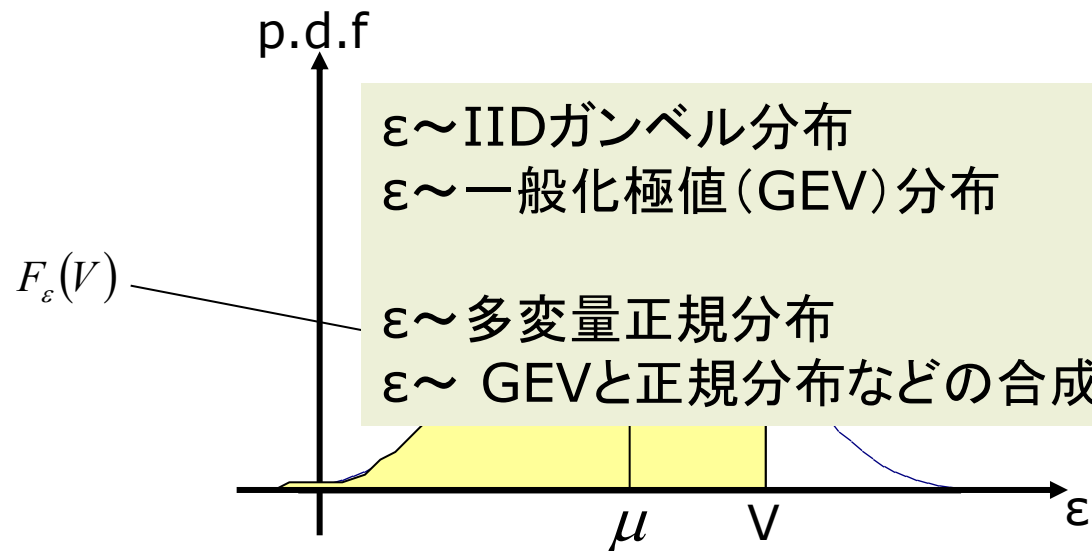 p.d.f
ε～IIDガンベル分布
ε～一般化極値（GEV）分布
F_ε(V)
ε～多変量正規分布
ε～ GEVと正規分布などの合成
μ
V
ε